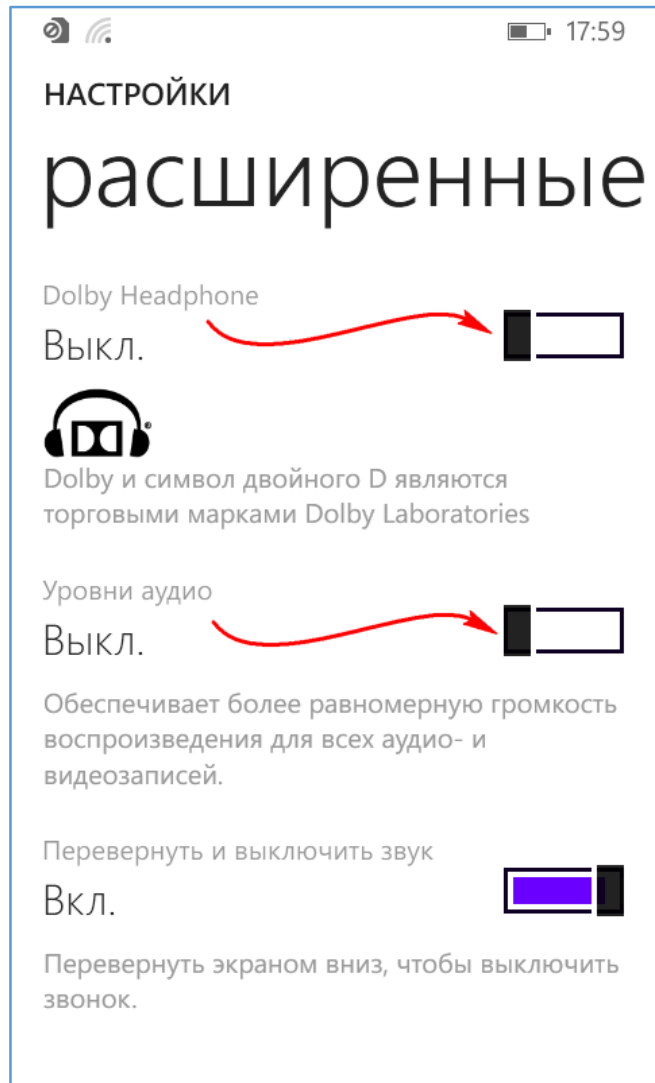 17:59
НАСТРОЙКИ
расширенные
Dolby Headphone
Выкл.
Dolby и символ двойного D являются
торговыми марками Dolby Laboratories
Уровни аудио
Выкл.
Обеспечивает более равномерную громкость
воспроизведения для всех аудио- и
видеозаписей.
Перевернуть и выключить звук
Вкл.
Перевернуть экраном вниз, чтобы выключить
звонок.